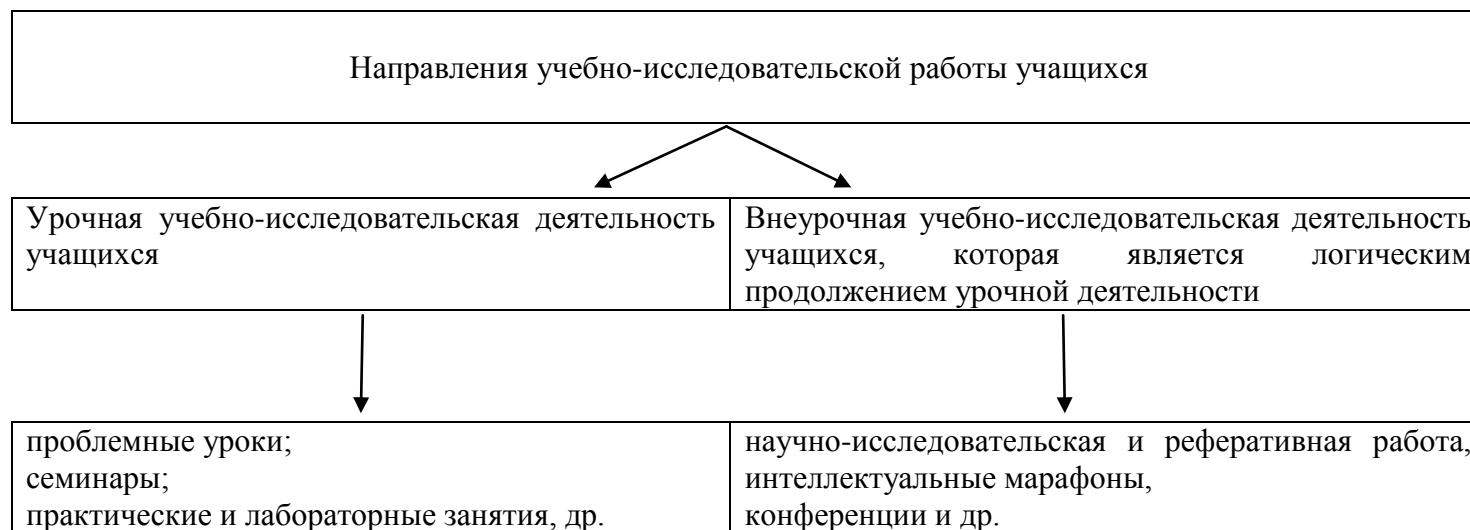 Направления учебно-исследовательской работы учащихся
Урочная учебно-исследовательская деятельность
учащихся
Внеурочная учебно-исследовательская деятельность
учащихся, которая является логическим
продолжением урочной деятельности
проблемные уроки;
семинары;
практические и лабораторные занятия, др.
научно-исследовательская и реферативная работа,
интеллектуальные марафоны,
конференции и др.